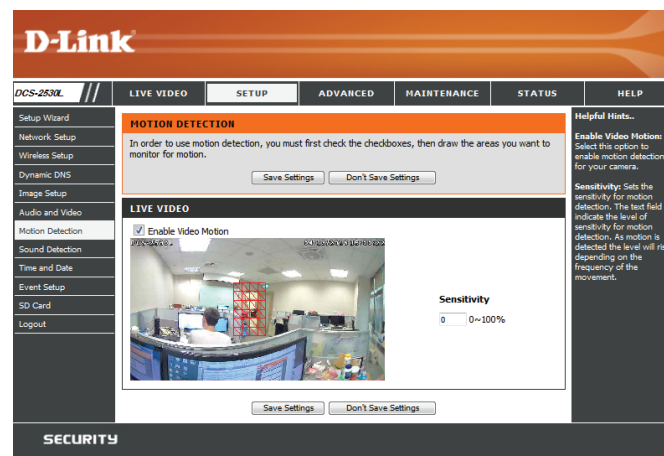 D-Link
DCS-2530L // LIVE VIDEO SETUP ADVANCED MAINTENANCE STATUS HELP
Setup Wizard
Network Setup
Wireless Setup
Dynamic DNS
Image Setup
Audio and Video
Motion Detection
Sound Detection
Time and Date
Event Setup
SD Card
Logout
MOTION DETECTION
In order to use motion detection, you must first check the checkboxes, then draw the areas you want to
monitor for motion.
Save Settings Don't Save Settings
LIVE VIDEO
Enable Video Motion
Sensitivity
0 0~100%
Save Settings Don't Save Settings
Helpful Hints..
Enable Video Motion:
Select this option to
enable motion detection
for your camera.
Sensitivity: Sets the
sensitivity for motion
detection. The text field
indicate the level of
sensitivity for motion
detection. As motion is
detected the level will ris
depending on the
frequency of the
movement.
SECURITY